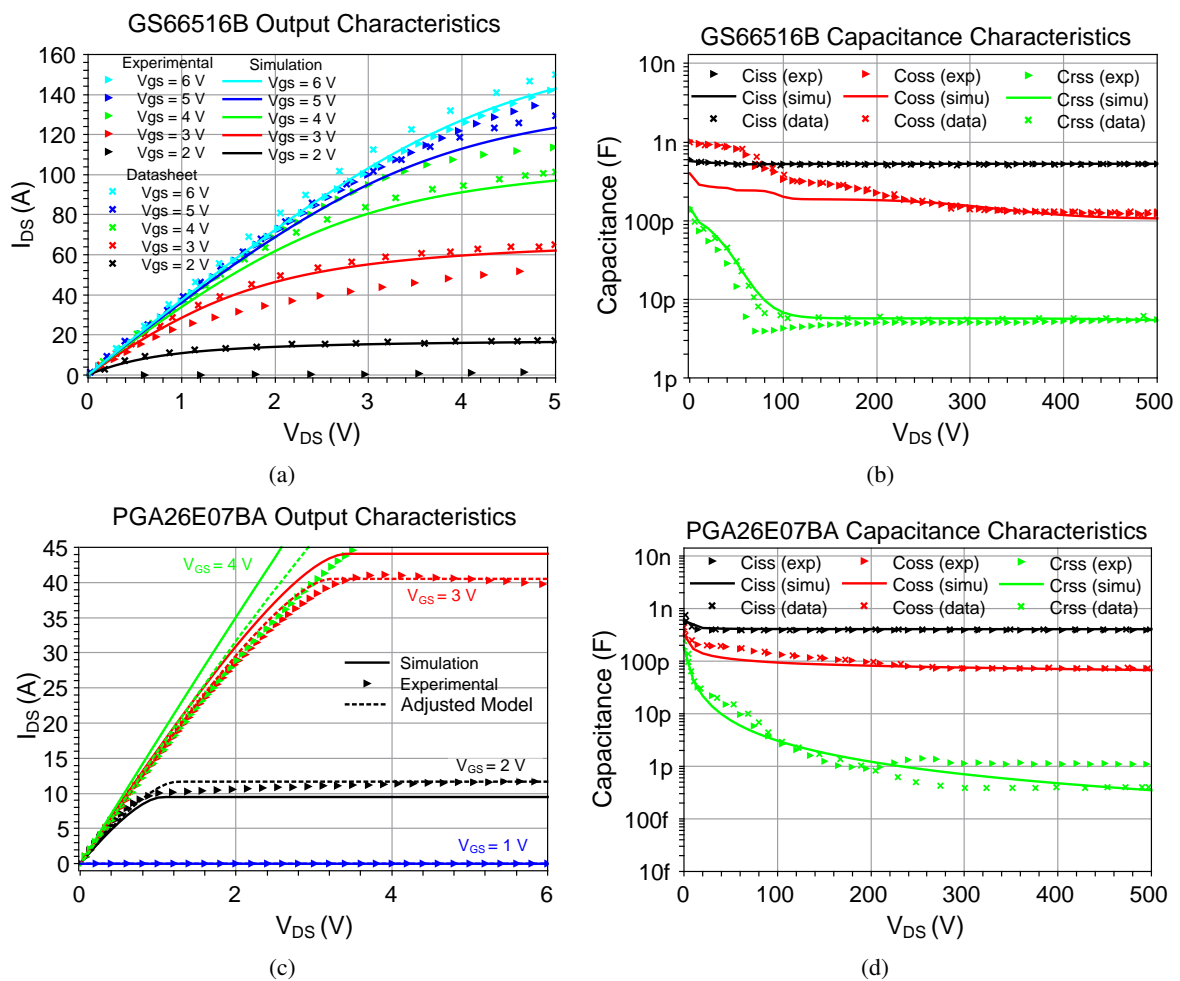 GS66516B Output Characteristics
160
140
120
100
80
60
40
20
0
I_DS (A)
Experimental
Vgs = 6 V
Vgs = 5 V
Vgs = 4 V
Vgs = 3 V
Vgs = 2 V
Simulation
Vgs = 6 V
Vgs = 5 V
Vgs = 4 V
Vgs = 3 V
Vgs = 2 V
Datasheet
Vgs = 6 V
Vgs = 5 V
Vgs = 4 V
Vgs = 3 V
Vgs = 2 V
0 1 2 3 4 5
V_DS (V)
(a)
GS66516B Capacitance Characteristics
10n
1n
100p
10p
1p
Capacitance (F)
Ciss (exp) Coss (exp) Crss (exp)
Ciss (simu) Coss (simu) Crss (simu)
Ciss (data) Coss (data) Crss (data)
0 100 200 300 400 500
V_DS (V)
(b)
PGA26E07BA Output Characteristics
45
40
35
30
25
20
15
10
5
0
I_DS (A)
V_GS = 4 V
V_GS = 3 V
Simulation
Experimental
Adjusted Model
V_GS = 2 V
V_GS = 1 V
0 2 4 6
V_DS (V)
(c)
PGA26E07BA Capacitance Characteristics
10n
1n
100p
10p
1p
100f
10f
Capacitance (F)
Ciss (exp) Coss (exp) Crss (exp)
Ciss (simu) Coss (simu) Crss (simu)
Ciss (data) Coss (data) Crss (data)
0 100 200 300 400 500
V_DS (V)
(d)